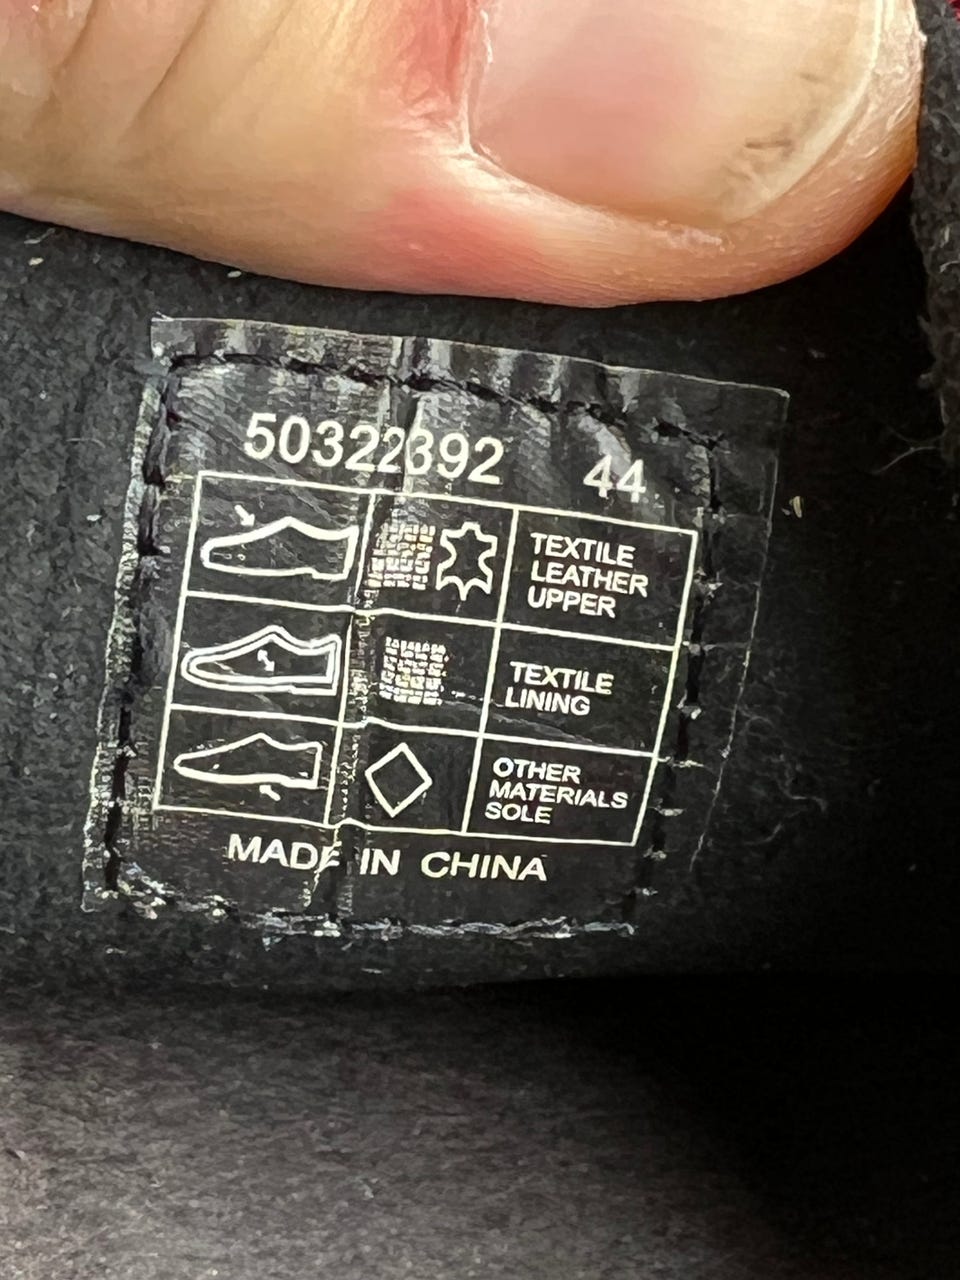 50322392 44
TEXTILE
LEATHER
UPPER
TEXTILE
LINING
OTHER
MATERIALS
SOLE
MADE IN CHINA